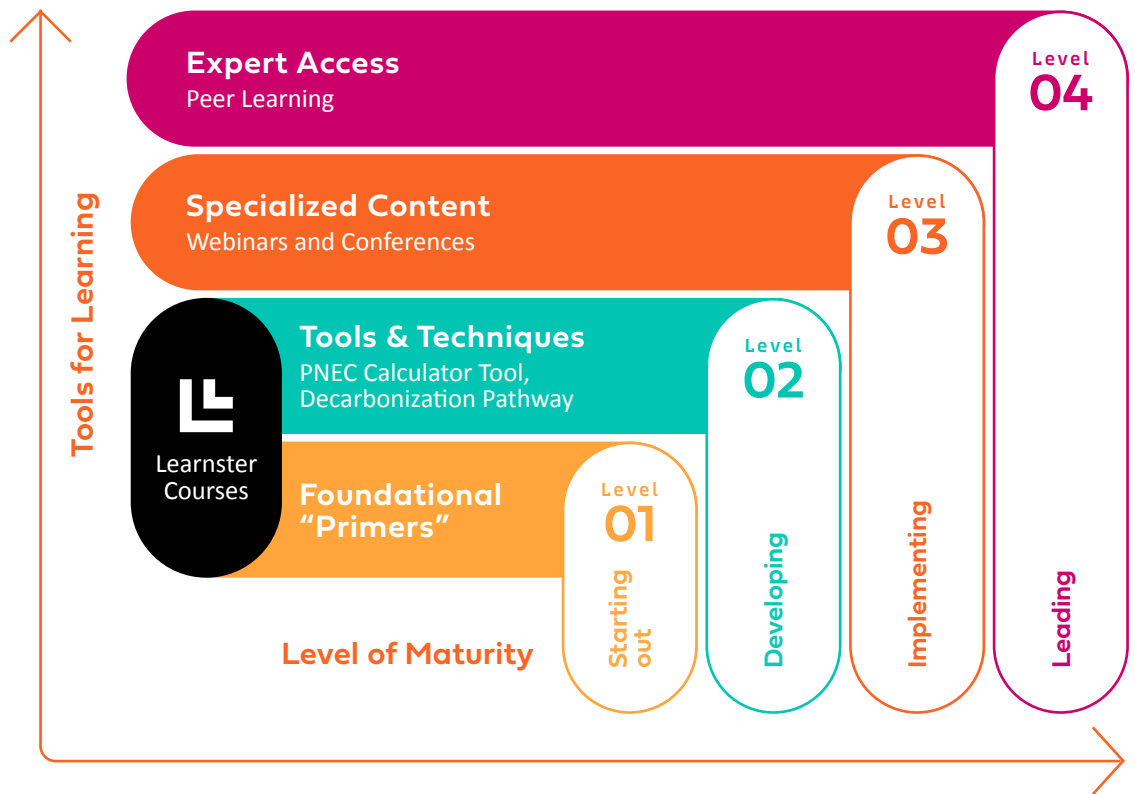 Expert Access
Peer Learning
Level
04
Specialized Content
Webinars and Conferences
Level
03
Tools for Learning
Tools & Techniques
PNEC Calculator Tool,
Decarbonization Pathway
Level
02
Learnster
Courses
Foundational
“Primers”
Level
01
Starting
out
Developing
Implementing
Leading
Level of Maturity